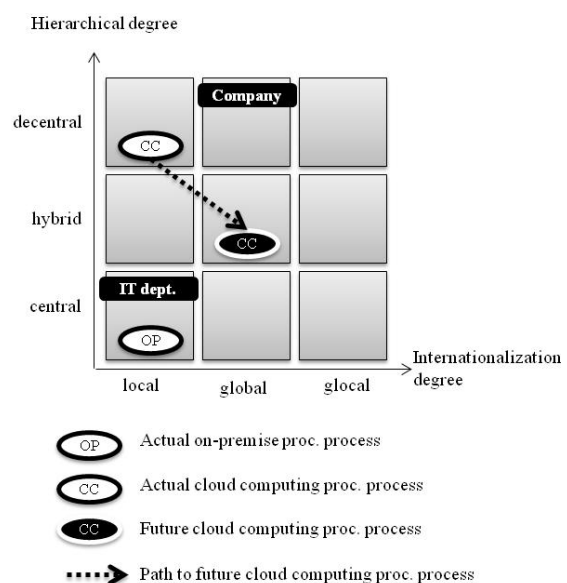 Hierarchical degree
Company
decentral
CC
hybrid
CC
IT dept.
central
OP
Internationalization
degree
local global glocal
OP Actual on-premise proc. process
CC Actual cloud computing proc. process
CC Future cloud computing proc. process
Path to future cloud computing proc. process